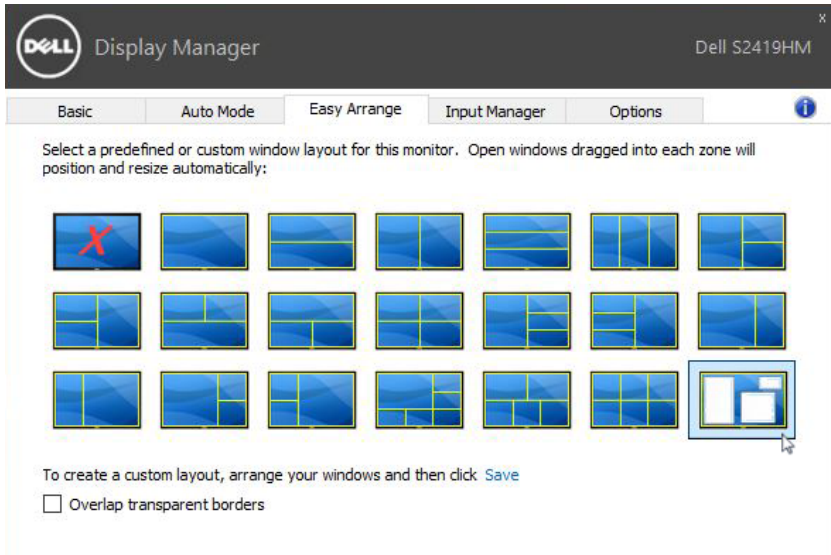 x
DELL
Display Manager
Dell S2419HM
Basic
Auto Mode
Easy Arrange
Input Manager
Options
i
Select a predefined or custom window layout for this monitor. Open windows dragged into each zone will
position and resize automatically:
X
To create a custom layout, arrange your windows and then click Save
Overlap transparent borders